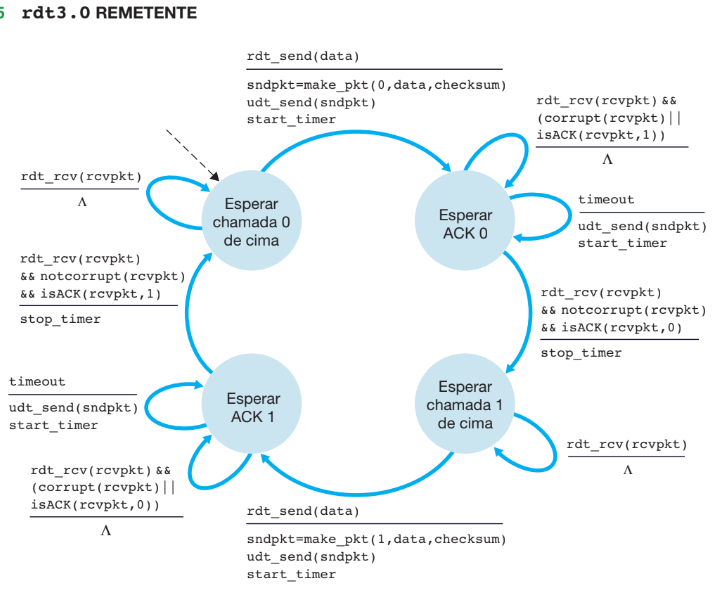 5 rdt3.0 REMETENTE
rdt_send(data)
sndpkt=make_pkt(0,data,checksum)
udt_send(sndpkt)
start_timer
rdt_rcv(rcvpkt) &&
(corrupt(rcvpkt)||
isACK(rcvpkt,1))
Λ
rdt_rcv(rcvpkt)
Λ
Esperar
chamada 0
de cima
Esperar
ACK 0
timeout
udt_send(sndpkt)
start_timer
rdt_rcv(rcvpkt)
&& notcorrupt(rcvpkt)
&& isACK(rcvpkt,1)
stop_timer
rdt_rcv(rcvpkt)
&& notcorrupt(rcvpkt)
&& isACK(rcvpkt,0)
stop_timer
timeout
udt_send(sndpkt)
start_timer
Esperar
ACK 1
Esperar
chamada 1
de cima
rdt_rcv(rcvpkt)
Λ
rdt_rcv(rcvpkt) &&
(corrupt(rcvpkt)||
isACK(rcvpkt,0))
Λ
rdt_send(data)
sndpkt=make_pkt(1,data,checksum)
udt_send(sndpkt)
start_timer